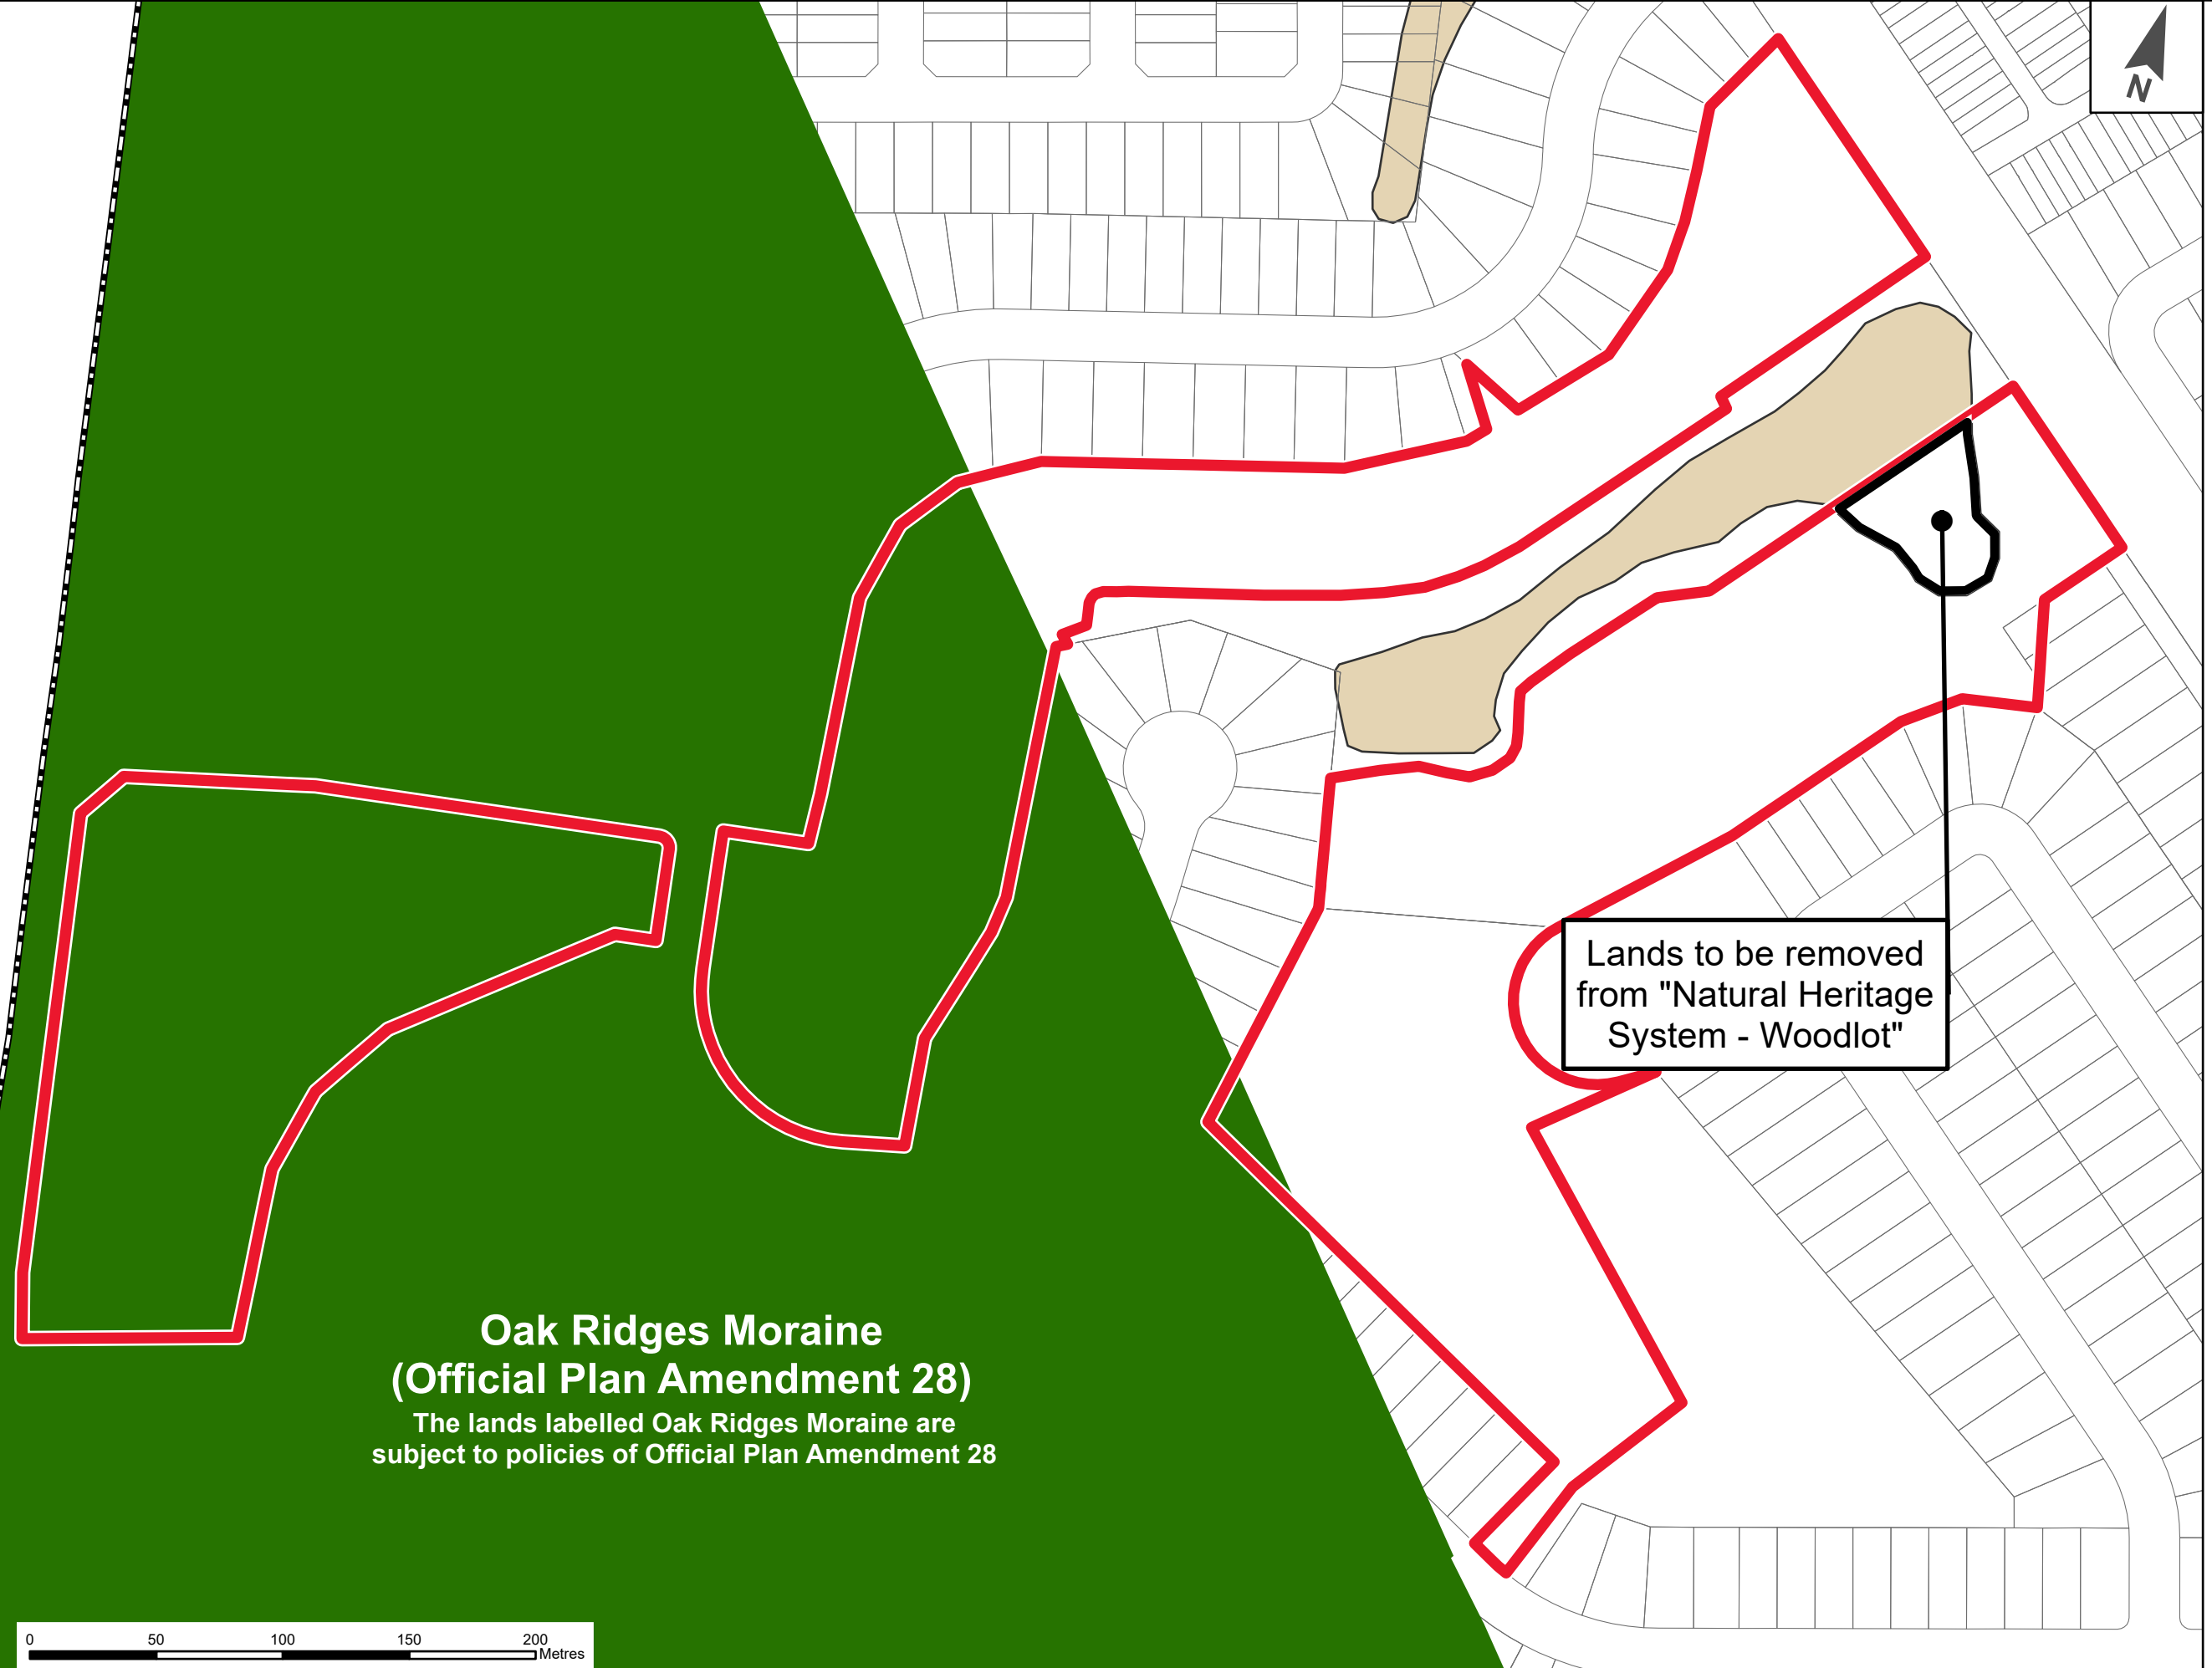 N
Lands to be removed
from "Natural Heritage
System - Woodlot"
Oak Ridges Moraine
(Official Plan Amendment 28)
The lands labelled Oak Ridges Moraine are
subject to policies of Official Plan Amendment 28
0 50 100 150 200
Metres